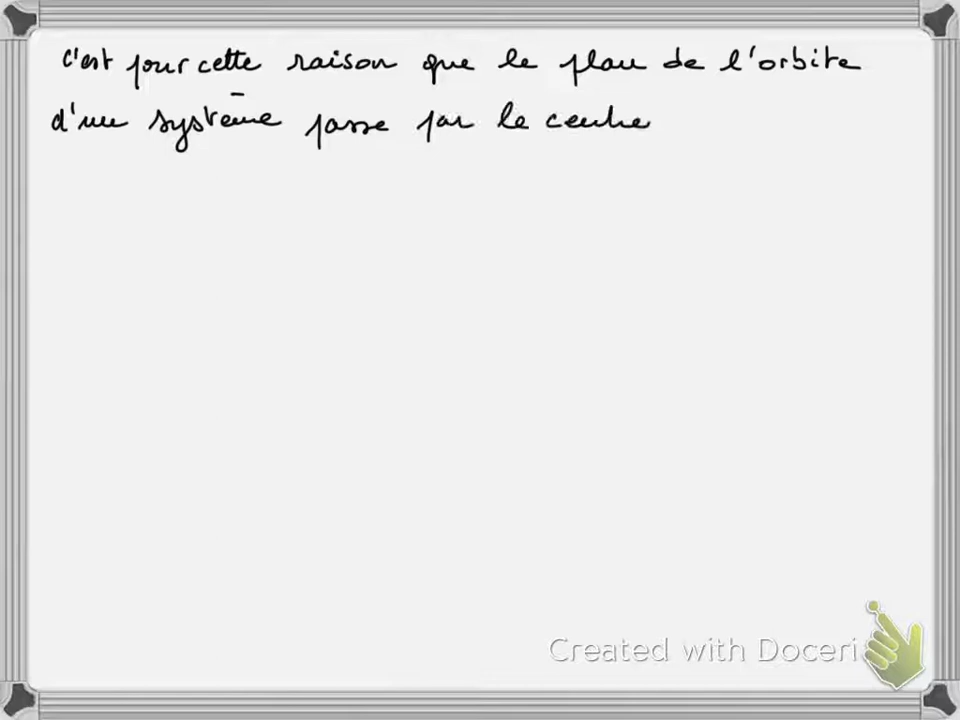 c'est pour cette raison que le plan de l'orbite
d'un système passe par le centre
Created with Doceri